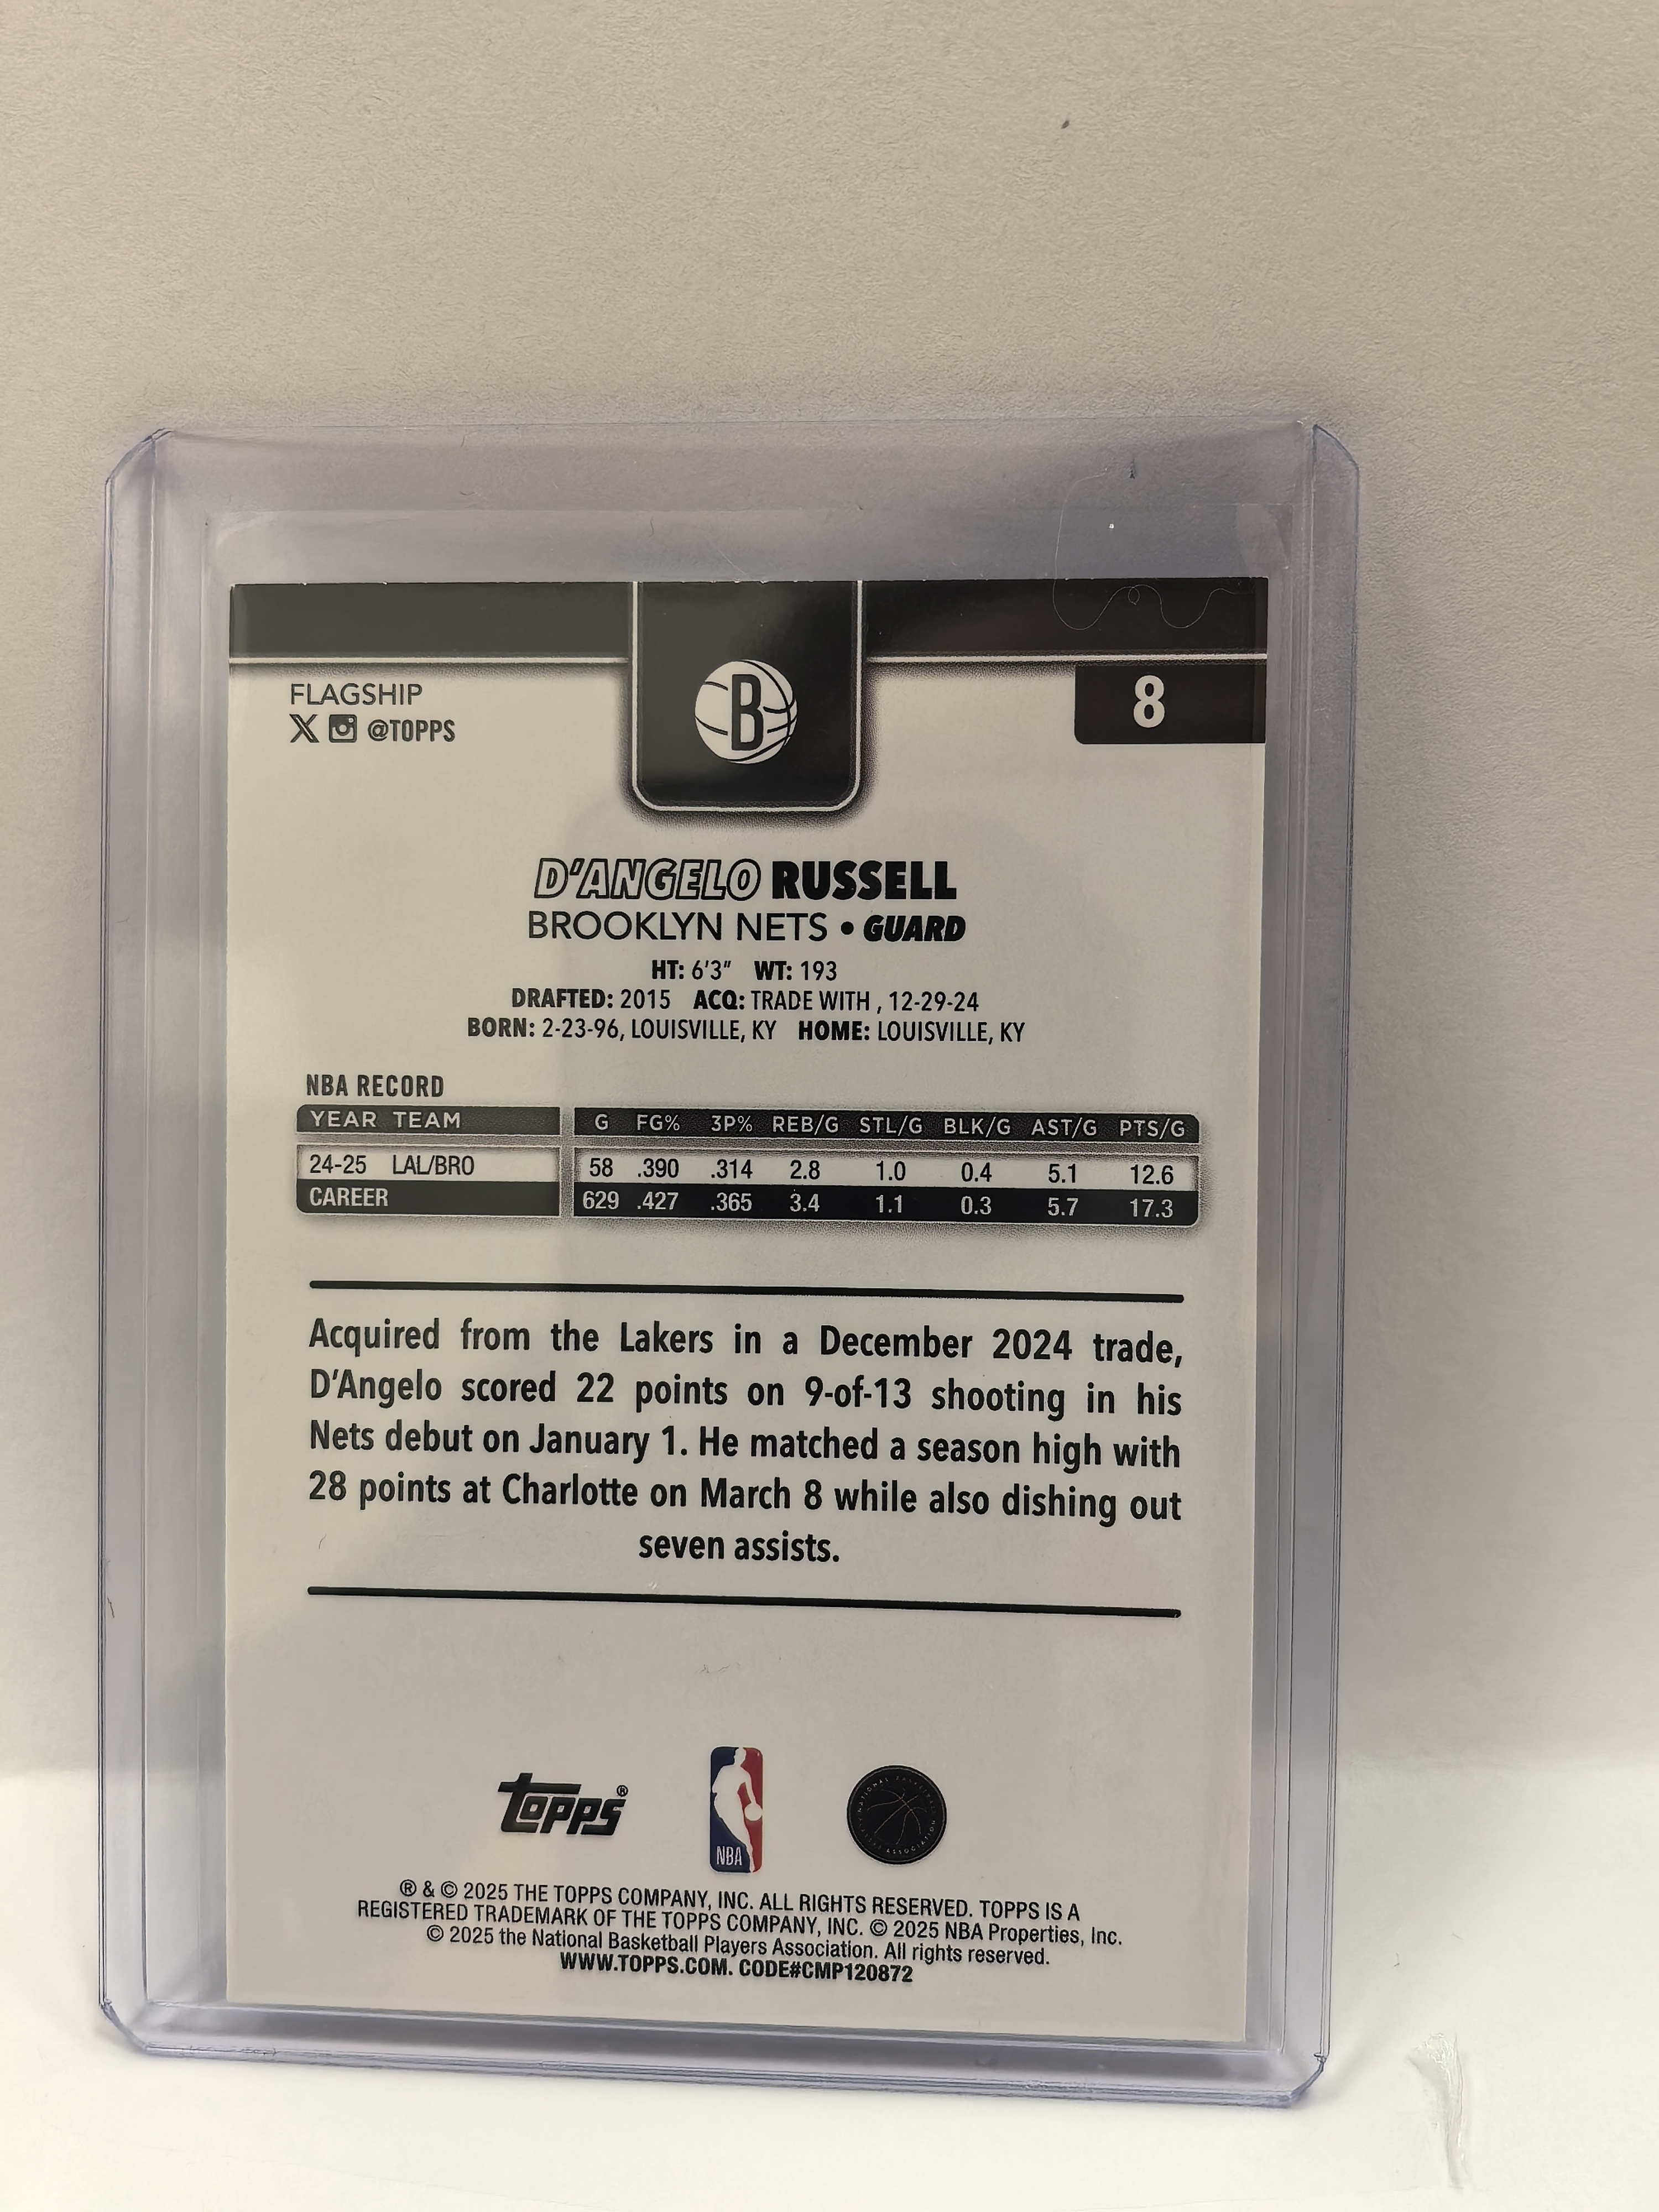 FLAGSHIP
X @TOPPS
B
8
D'ANGELO RUSSELL
BROOKLYN NETS • GUARD
HT: 6'3" WT: 193
DRAFTED: 2015 ACQ: TRADE WITH , 12-29-24
BORN: 2-23-96, LOUISVILLE, KY HOME: LOUISVILLE, KY
NBA RECORD
YEAR TEAM G FG% 3P% REB/G STL/G BLK/G AST/G PTS/G
24-25 LAL/BRO 58 .390 .314 2.8 1.0 0.4 5.1 12.6
CAREER 629 .427 .365 3.4 1.1 0.3 5.7 17.3
Acquired from the Lakers in a December 2024 trade,
D'Angelo scored 22 points on 9-of-13 shooting in his
Nets debut on January 1. He matched a season high with
28 points at Charlotte on March 8 while also dishing out
seven assists.
topps®
NBA
NATIONAL BASKETBALL PLAYERS ASSOCIATION
® & © 2025 THE TOPPS COMPANY, INC. ALL RIGHTS RESERVED. TOPPS IS A
REGISTERED TRADEMARK OF THE TOPPS COMPANY, INC. © 2025 NBA Properties, Inc.
© 2025 the National Basketball Players Association. All rights reserved.
WWW.TOPPS.COM. CODE#CMP120872